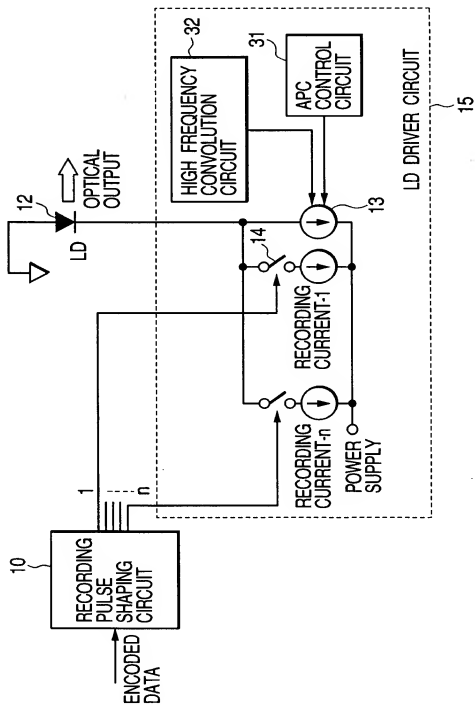 ENCODED
DATA
10
RECORDING
PULSE
SHAPING
CIRCUIT
1
n
12
LD
OPTICAL
OUTPUT
32
HIGH FREQUENCY
CONVOLUTION
CIRCUIT
31
APC
CONTROL
CIRCUIT
14
13
RECORDING
CURRENT-1
RECORDING
CURRENT-n
POWER
SUPPLY
LD DRIVER CIRCUIT
15